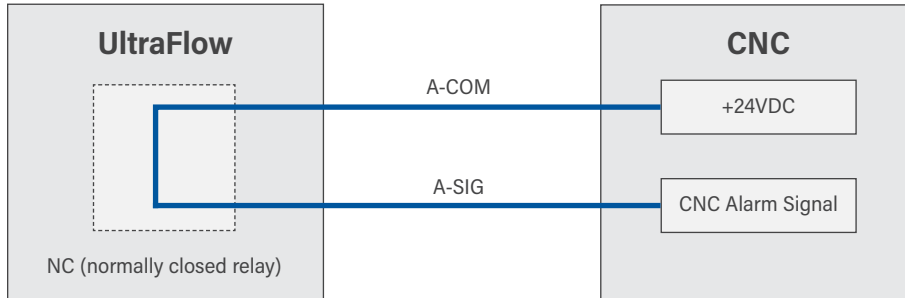 UltraFlow
CNC
A-COM
+24VDC
A-SIG
CNC Alarm Signal
NC (normally closed relay)